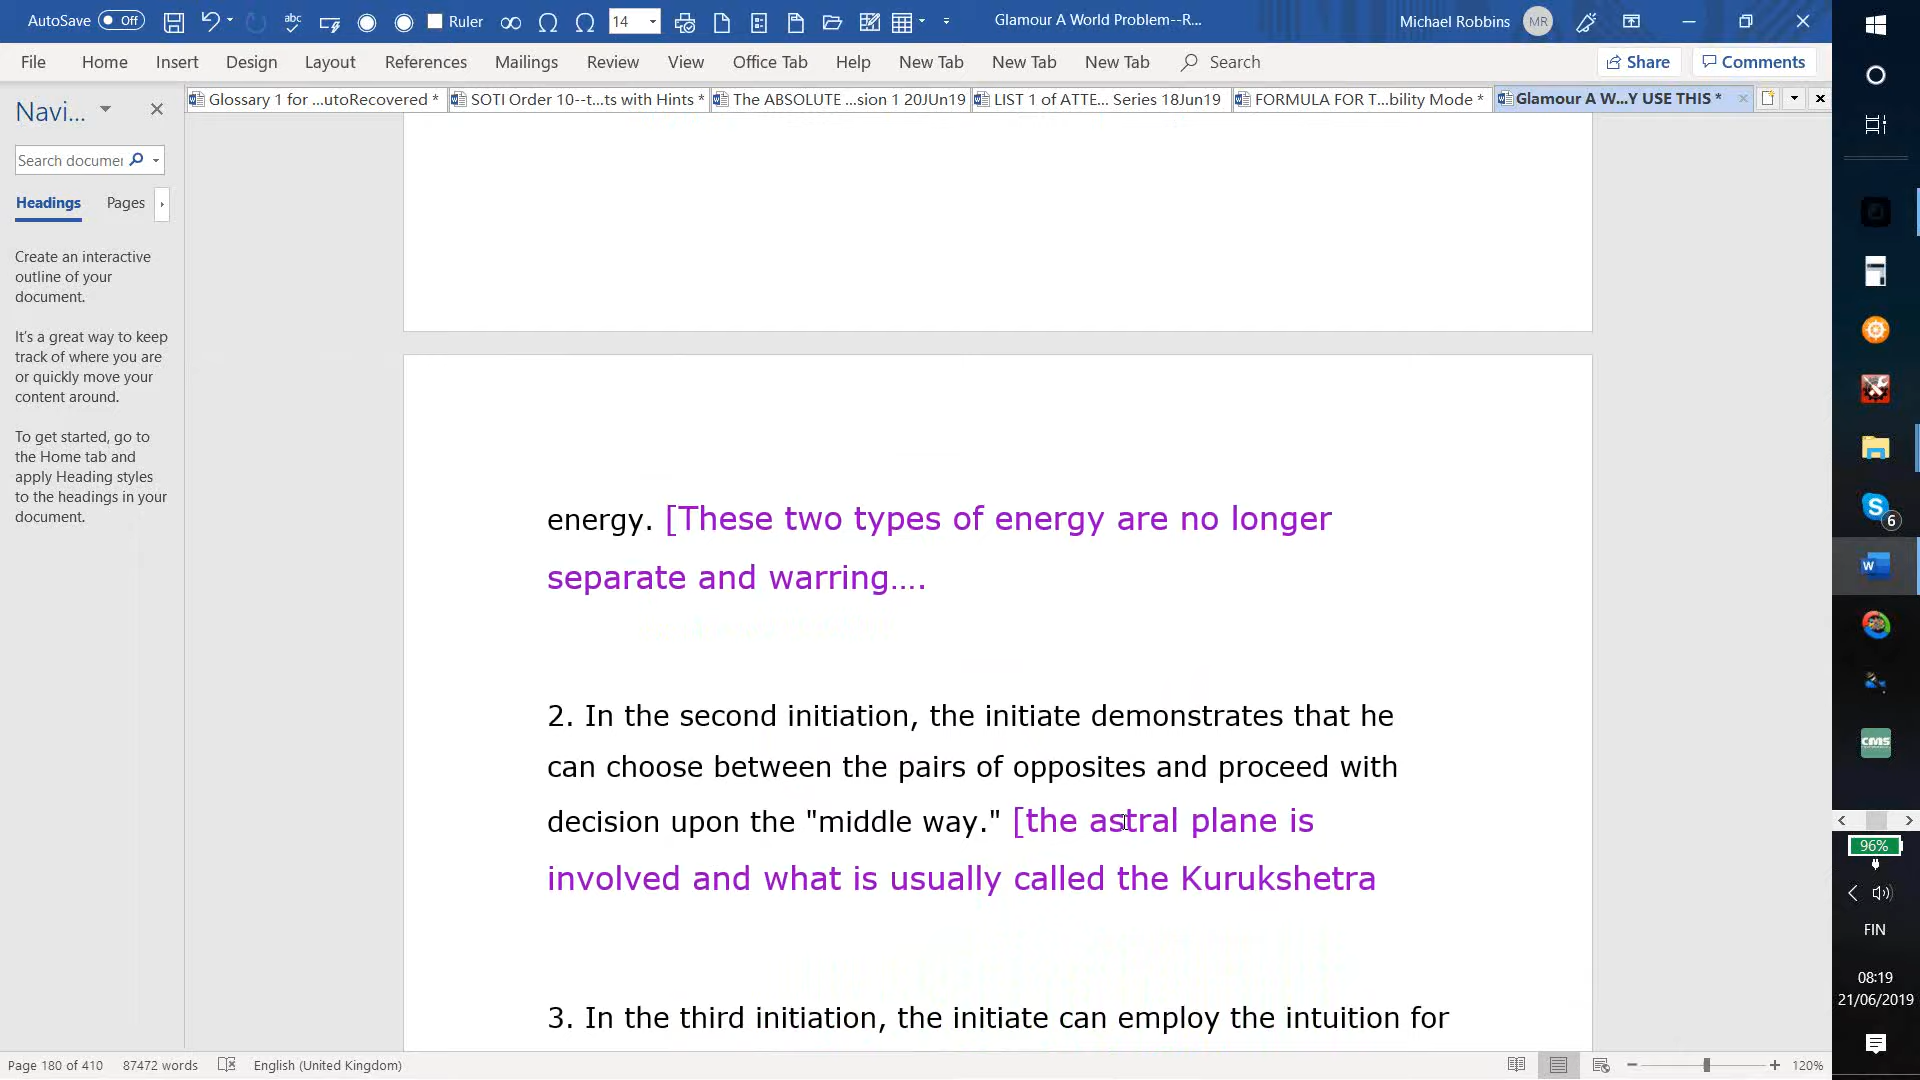 AutoSave Off Ruler 14 Glamour A World Problem--R... Michael Robbins MR
abc
File Home Insert Design Layout References Mailings Review View Office Tab Help New Tab New Tab New Tab Search Share Comments
Glossary 1 for ...utoRecovered * SOTI Order 10--t...ts with Hints * The ABSOLUTE ...sion 1 20JUn19 LIST 1 of ATTE... Series 18Jun19 FORMULA FOR T...bility Mode * Glamour A W...Y USE THIS *
Navi...
Search documen
Headings Pages
Create an interactive
outline of your
document.
It's a great way to keep
track of where you are
or quickly move your
content around.
To get started, go to
the Home tab and
apply Heading styles
to the headings in your
document.
energy. [These two types of energy are no longer
separate and warring….
2. In the second initiation, the initiate demonstrates that he
can choose between the pairs of opposites and proceed with
decision upon the "middle way." [the astral plane is
involved and what is usually called the Kurukshetra
3. In the third initiation, the initiate can employ the intuition for
Page 180 of 410 87472 words English (United Kingdom) 120%
6
W
CMS
96%
FIN
08:19
21/06/2019